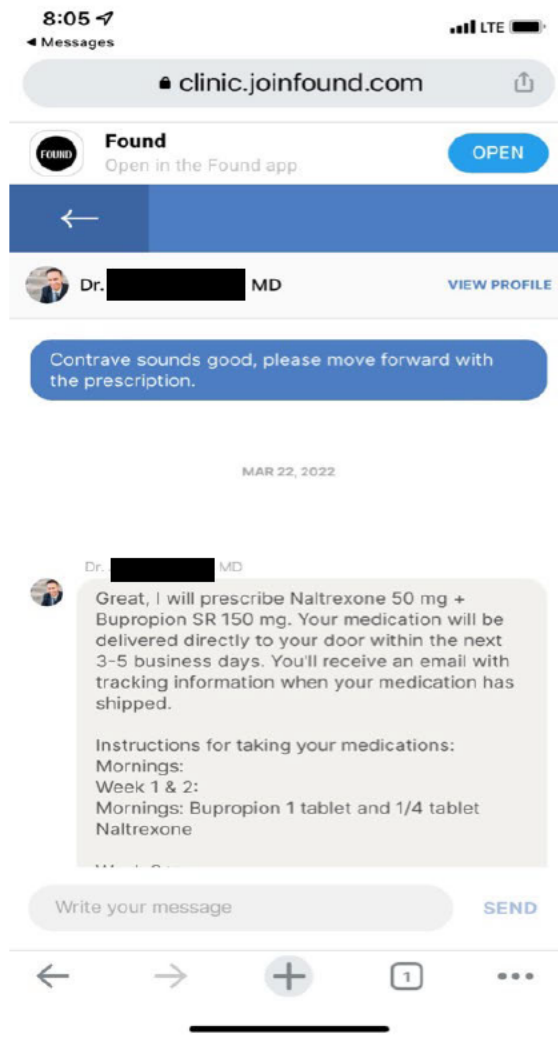 8:05
◀ Messages
LTE
clinic.joinfound.com
FOUND
Found
Open in the Found app
OPEN
Dr.
MD
VIEW PROFILE
Contrave sounds good, please move forward with
the prescription.
MAR 22, 2022
Dr.
MD
Great, I will prescribe Naltrexone 50 mg +
Bupropion SR 150 mg. Your medication will be
delivered directly to your door within the next
3-5 business days. You'll receive an email with
tracking information when your medication has
shipped.
Instructions for taking your medications:
Mornings:
Week 1 & 2:
Mornings: Bupropion 1 tablet and 1/4 tablet
Naltrexone
Write your message
SEND
1